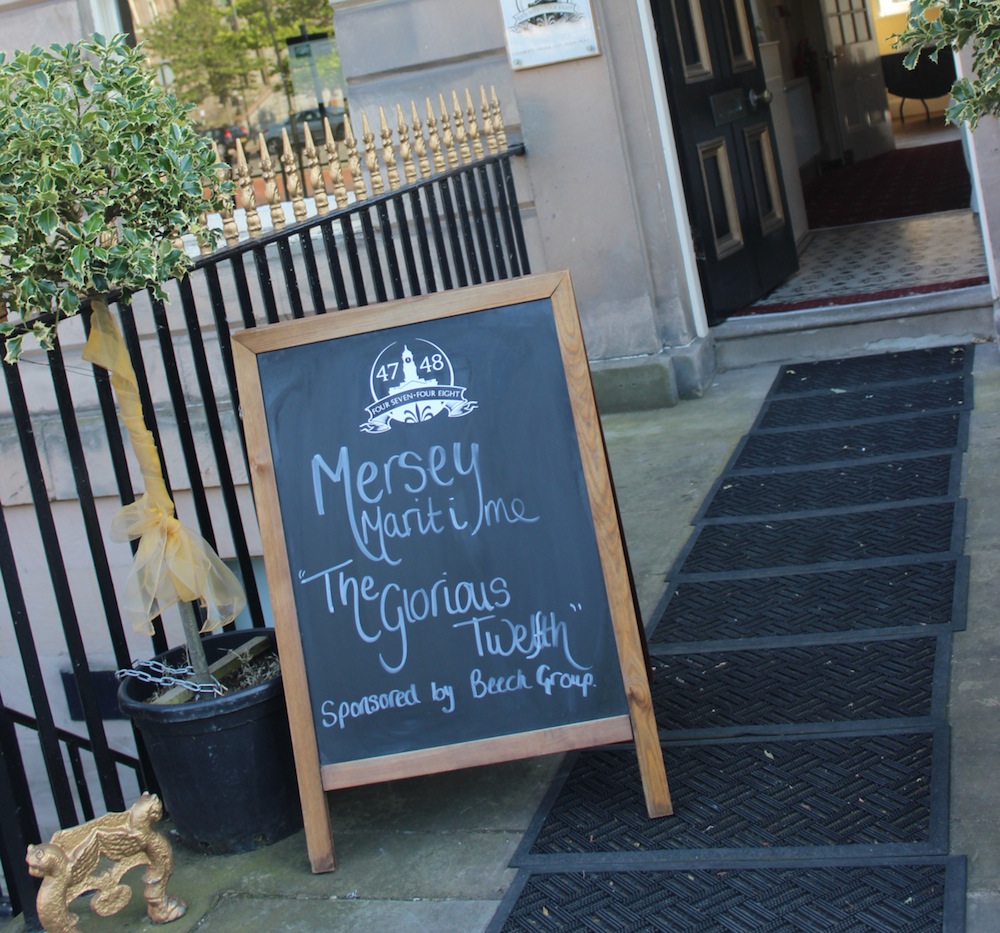 47 48
FOUR SEVEN • FOUR EIGHT
Mersey
Maritime
"The Glorious
Twelfth"
Sponsored by Beech Group.